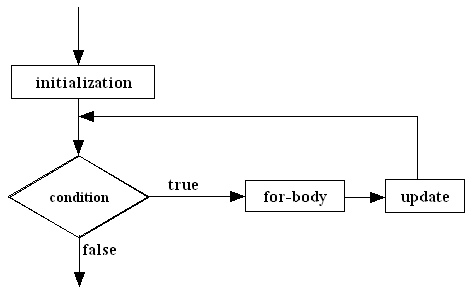 initialization
condition
true
for-body
update
false